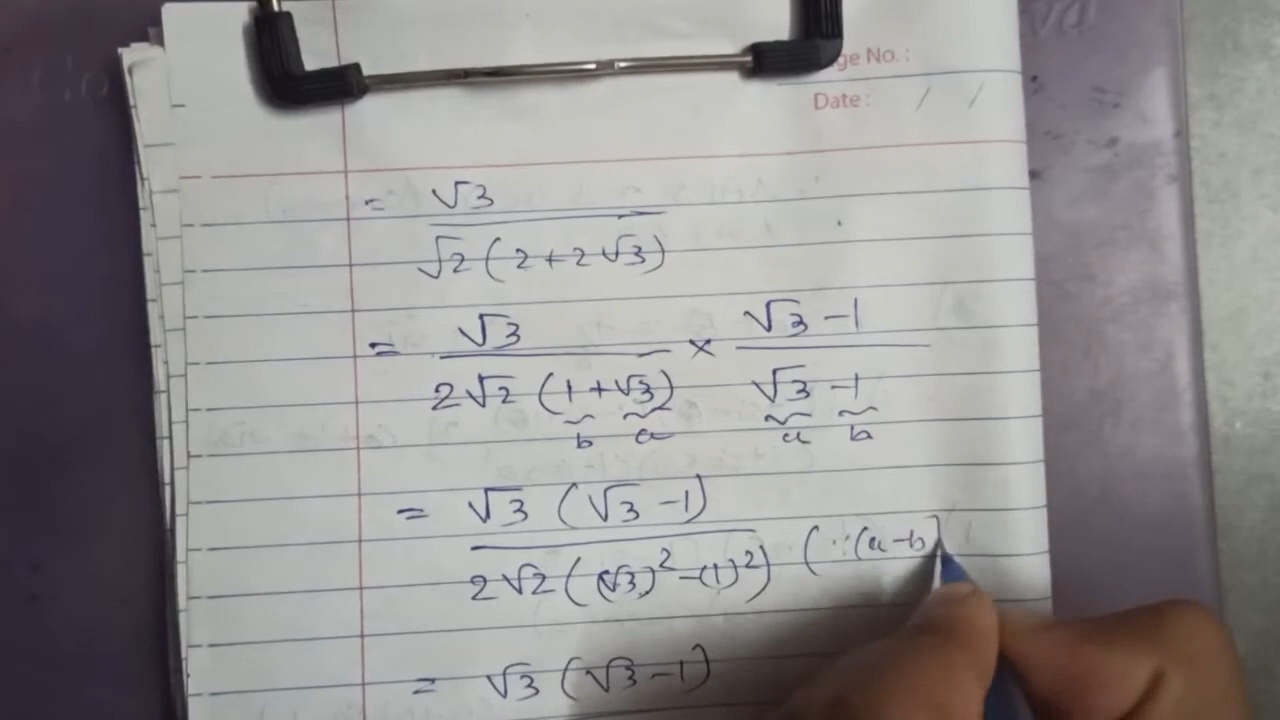 ge No. :
Date : / /
= √3
√2 (2+2√3)
= √3 × √3 -1
2√2 (1+√3) √3 -1
b a a b
= √3 (√3 -1)
2√2 ((√3)² -(1)²) (∵(a-b)
= √3 (√3 -1)